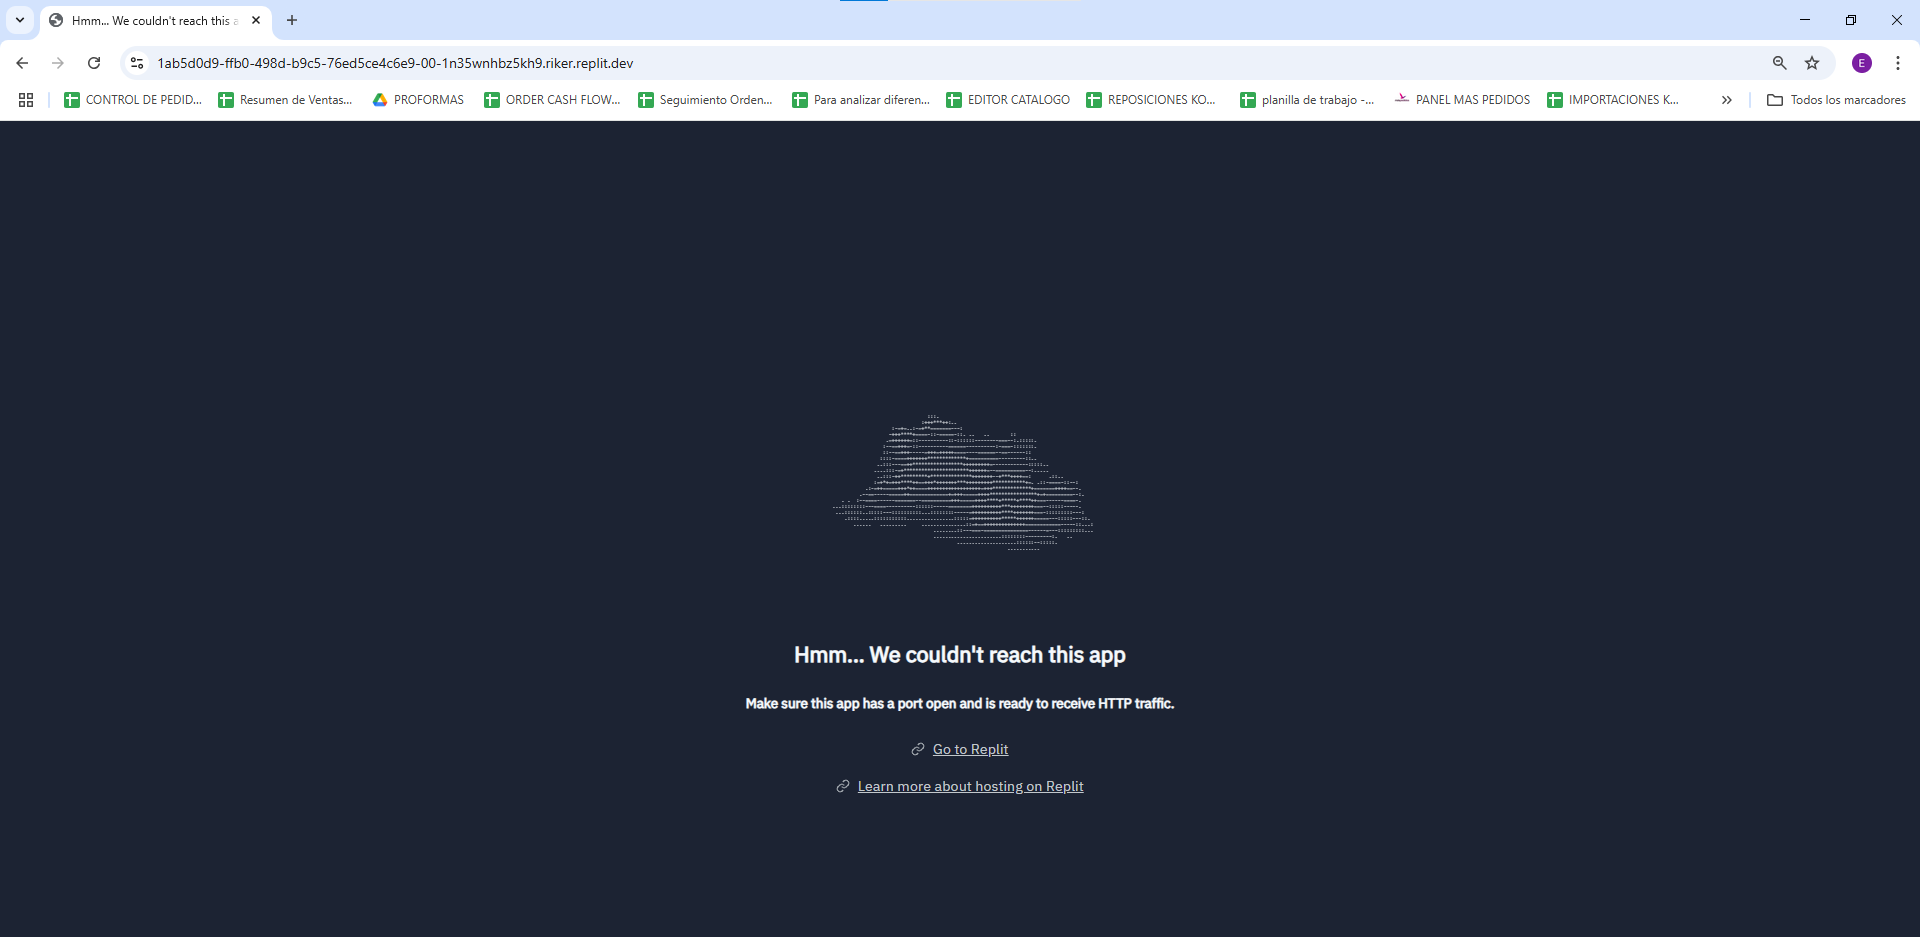 Hmm... We couldn't reach this a
1ab5d0d9-ffb0-498d-b9c5-76ed5ce4c6e9-00-1n35wnhbz5kh9.riker.replit.dev
E
CONTROL DE PEDID... Resumen de Ventas... PROFORMAS ORDER CASH FLOW... Seguimiento Orden... Para analizar diferen... EDITOR CATALOGO REPOSICIONES KO... planilla de trabajo -... PANEL MAS PEDIDOS IMPORTACIONES K... Todos los marcadores
Hmm... We couldn't reach this app
Make sure this app has a port open and is ready to receive HTTP traffic.
Go to Replit
Learn more about hosting on Replit